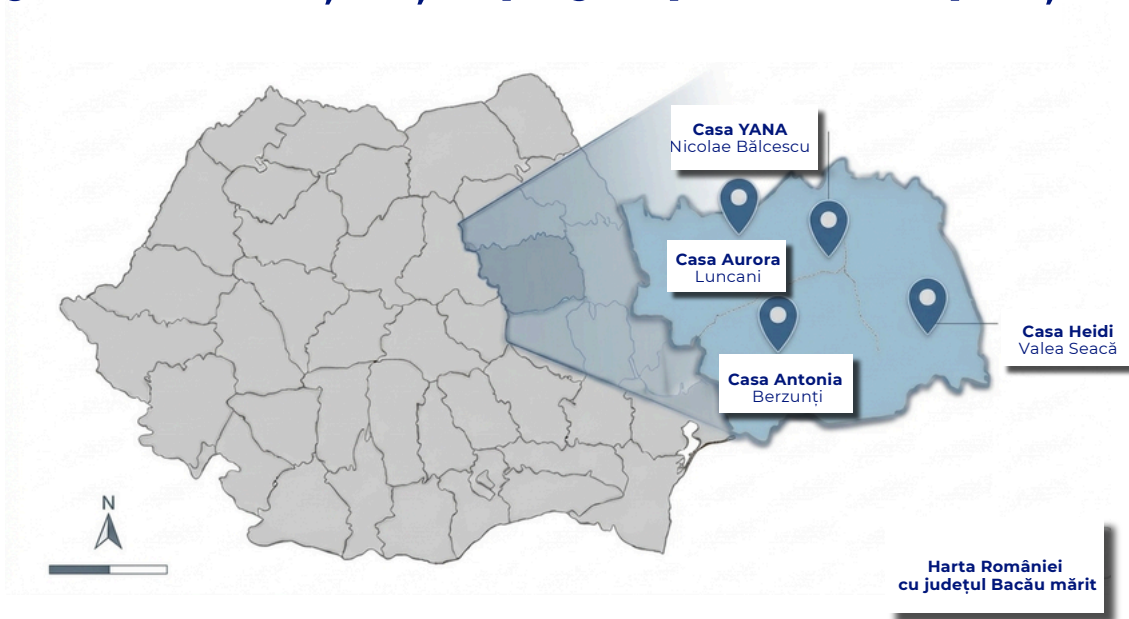 Casa YANA
Nicolae Bălcescu
Casa Aurora
Luncani
Casa Heidi
Valea Seacă
Casa Antonia
Berzunți
N
Harta României
cu județul Bacău mărit